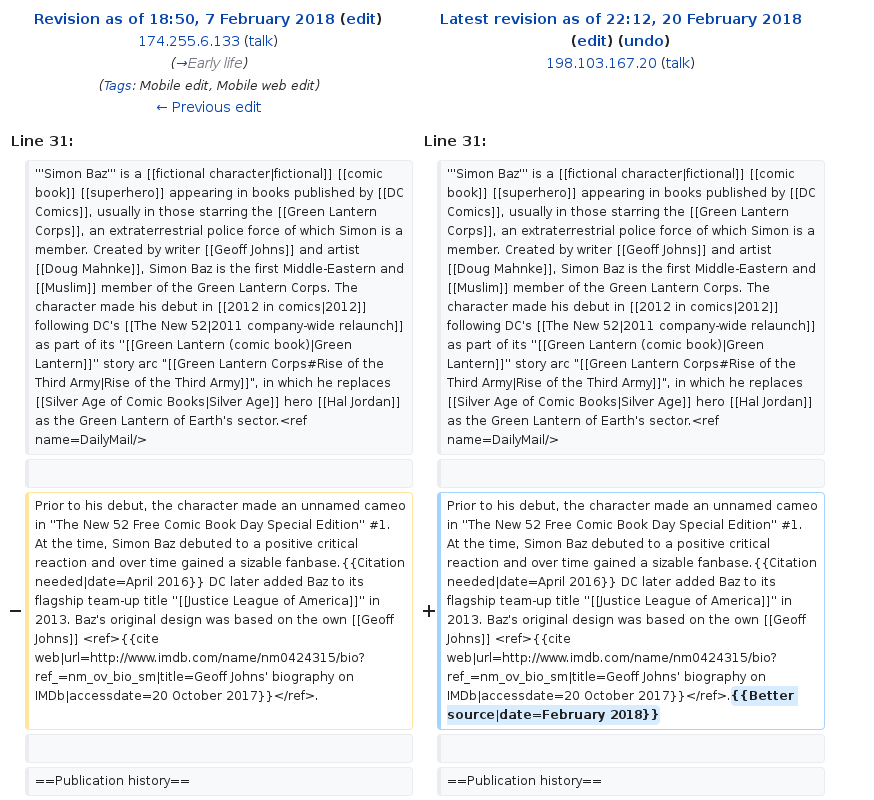 Revision as of 18:50, 7 February 2018 (edit)
174.255.6.133 (talk)
(→Early life)
(Tags: Mobile edit, Mobile web edit)
← Previous edit
Latest revision as of 22:12, 20 February 2018
(edit) (undo)
198.103.167.20 (talk)
Line 31:
Line 31:
'''Simon Baz''' is a [[fictional character|fictional]] [[comic
book]] [[superhero]] appearing in books published by [[DC
Comics]], usually in those starring the [[Green Lantern
Corps]], an extraterrestrial police force of which Simon is a
member. Created by writer [[Geoff Johns]] and artist
[[Doug Mahnke]], Simon Baz is the first Middle-Eastern and
[[Muslim]] member of the Green Lantern Corps. The
character made his debut in [[2012 in comics|2012]]
following DC's [[The New 52|2011 company-wide relaunch]]
as part of its ''[[Green Lantern (comic book)|Green
Lantern]]'' story arc "[[Green Lantern Corps#Rise of the
Third Army|Rise of the Third Army]]", in which he replaces
[[Silver Age of Comic Books|Silver Age]] hero [[Hal Jordan]]
as the Green Lantern of Earth's sector.<ref
name=DailyMail/>
'''Simon Baz''' is a [[fictional character|fictional]] [[comic
book]] [[superhero]] appearing in books published by [[DC
Comics]], usually in those starring the [[Green Lantern
Corps]], an extraterrestrial police force of which Simon is a
member. Created by writer [[Geoff Johns]] and artist
[[Doug Mahnke]], Simon Baz is the first Middle-Eastern and
[[Muslim]] member of the Green Lantern Corps. The
character made his debut in [[2012 in comics|2012]]
following DC's [[The New 52|2011 company-wide relaunch]]
as part of its ''[[Green Lantern (comic book)|Green
Lantern]]'' story arc "[[Green Lantern Corps#Rise of the
Third Army|Rise of the Third Army]]", in which he replaces
[[Silver Age of Comic Books|Silver Age]] hero [[Hal Jordan]]
as the Green Lantern of Earth's sector.<ref
name=DailyMail/>
−
Prior to his debut, the character made an unnamed cameo
in ''The New 52 Free Comic Book Day Special Edition'' #1.
At the time, Simon Baz debuted to a positive critical
reaction and over time gained a sizable fanbase.{{Citation
needed|date=April 2016}} DC later added Baz to its
flagship team-up title ''[[Justice League of America]]'' in
2013. Baz's original design was based on the own [[Geoff
Johns]] <ref>{{cite
web|url=http://www.imdb.com/name/nm0424315/bio?
ref_=nm_ov_bio_sm|title=Geoff Johns' biography on
IMDb|accessdate=20 October 2017}}</ref>.
+
Prior to his debut, the character made an unnamed cameo
in ''The New 52 Free Comic Book Day Special Edition'' #1.
At the time, Simon Baz debuted to a positive critical
reaction and over time gained a sizable fanbase.{{Citation
needed|date=April 2016}} DC later added Baz to its
flagship team-up title ''[[Justice League of America]]'' in
2013. Baz's original design was based on the own [[Geoff
Johns]] <ref>{{cite
web|url=http://www.imdb.com/name/nm0424315/bio?
ref_=nm_ov_bio_sm|title=Geoff Johns' biography on
IMDb|accessdate=20 October 2017}}</ref>.{{Better
source|date=February 2018}}
==Publication history==
==Publication history==